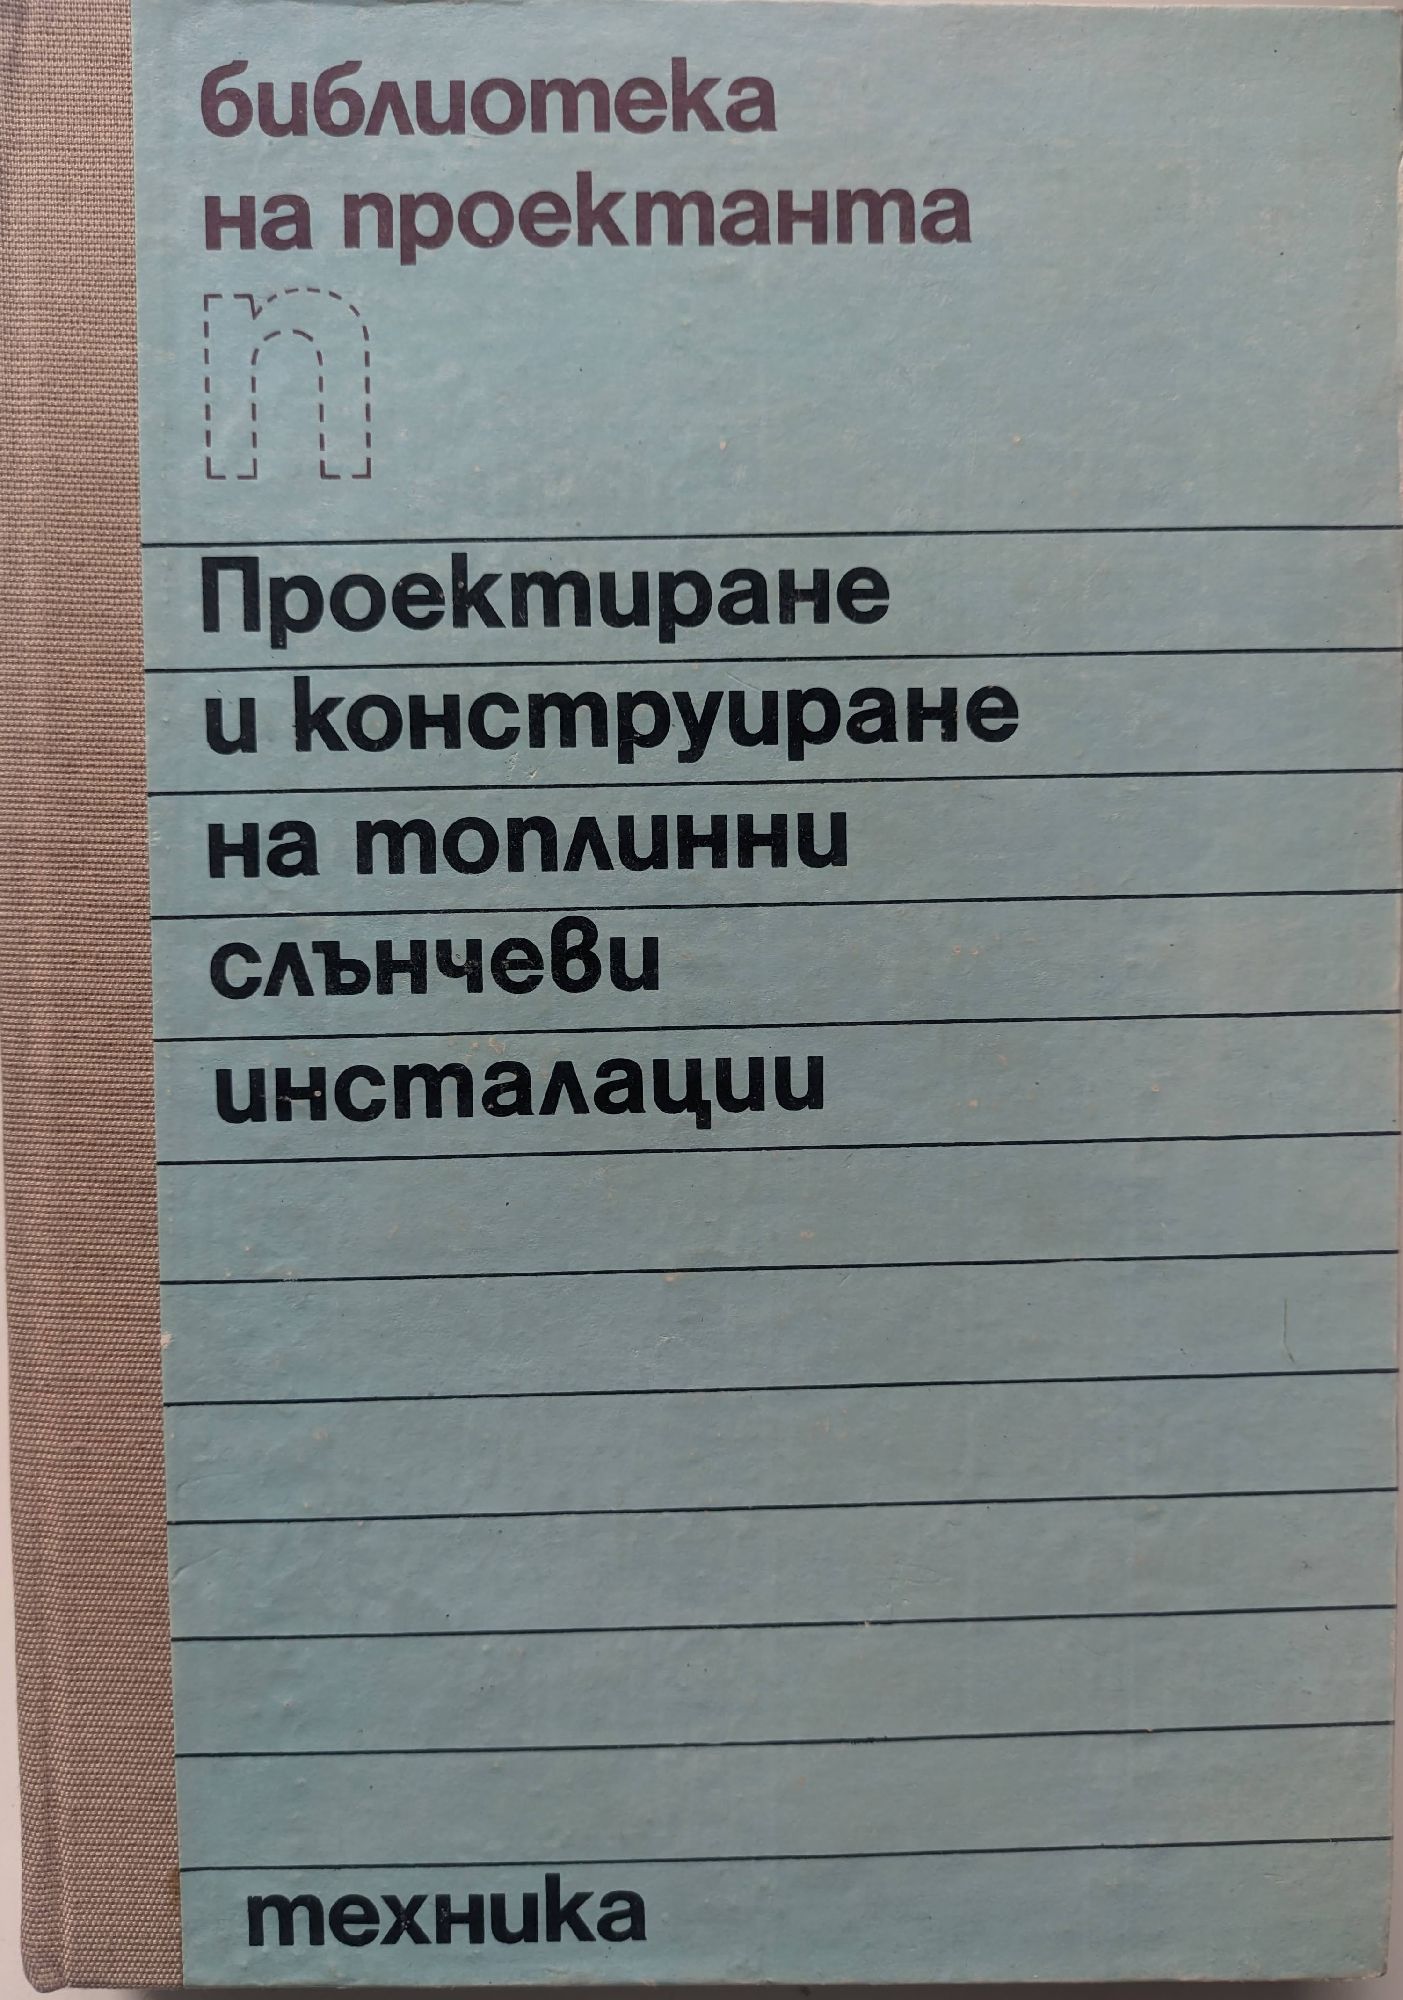 библиотека
на проектанта
п
Проектиране
и конструиране
на топлинни
слънчеви
инсталации
техника